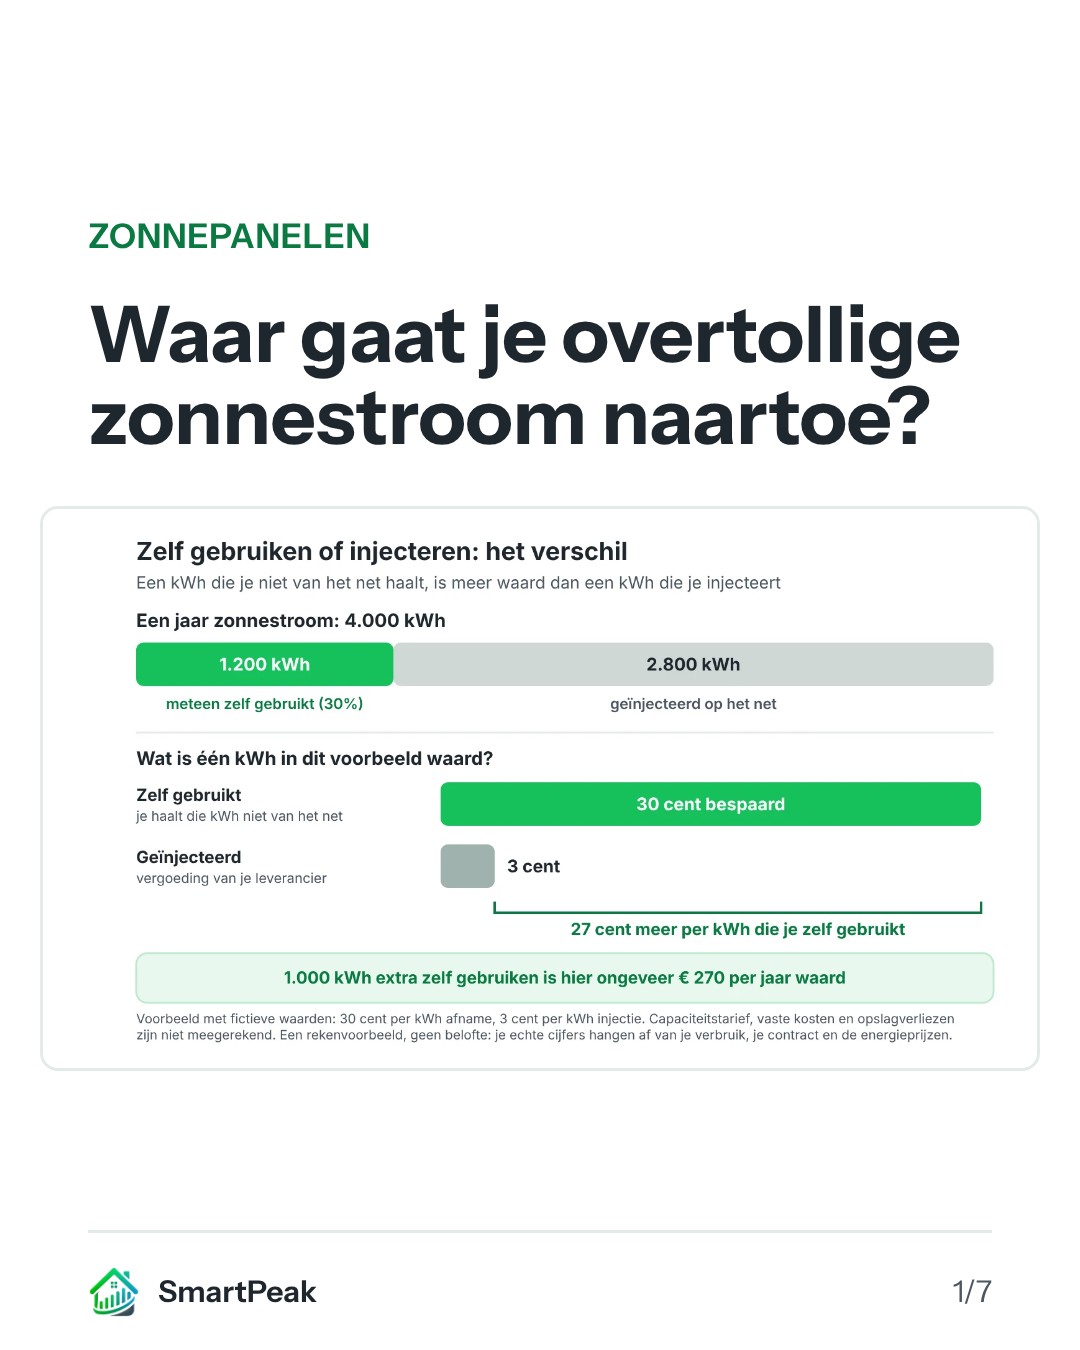 ZONNEPANELEN
Waar gaat je overtollige
zonnestroom naartoe?
Zelf gebruiken of injecteren: het verschil
Een kWh die je niet van het net haalt, is meer waard dan een kWh die je injecteert
Een jaar zonnestroom: 4.000 kWh
1.200 kWh
2.800 kWh
meteen zelf gebruikt (30%)
geïnjecteerd op het net
Wat is één kWh in dit voorbeeld waard?
Zelf gebruikt
je haalt die kWh niet van het net
30 cent bespaard
Geïnjecteerd
vergoeding van je leverancier
3 cent
27 cent meer per kWh die je zelf gebruikt
1.000 kWh extra zelf gebruiken is hier ongeveer € 270 per jaar waard
Voorbeeld met fictieve waarden: 30 cent per kWh afname, 3 cent per kWh injectie. Capaciteitstarief, vaste kosten en opslagverliezen
zijn niet meegerekend. Een rekenvoorbeeld, geen belofte: je echte cijfers hangen af van je verbruik, je contract en de energieprijzen.
SmartPeak
1/7